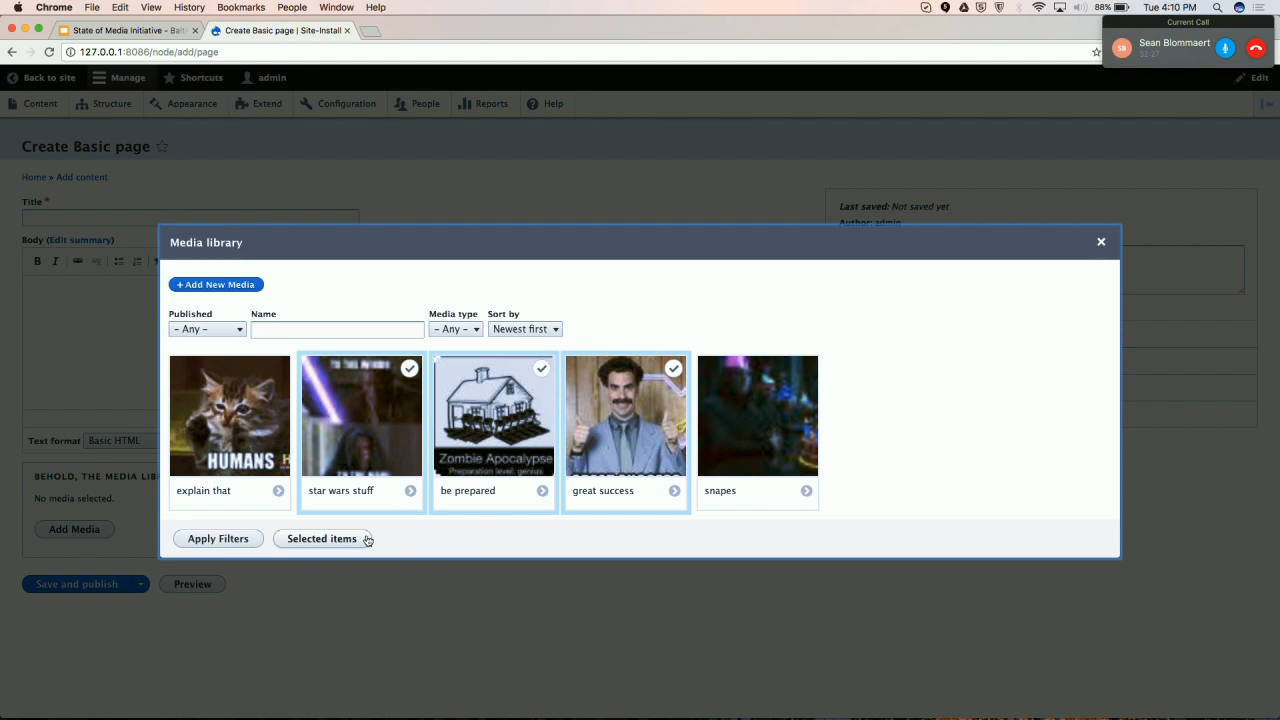 Chrome File Edit View History Bookmarks People Window Help
88% Tue 4:10 PM
State of Media Initiative - Balti
Create Basic page | Site-Install
Current Call
Sean Blommaert
02:27
127.0.0.1:8086/node/add/page
Back to site Manage Shortcuts admin Edit
Content Structure Appearance Extend Configuration People Reports Help
Create Basic page
Home » Add content
Title *
Last saved: Not saved yet
Author: admin
Body (Edit summary)
B I
Media library
+ Add New Media
Published Name Media type Sort by
- Any - - Any - Newest first
HUMANS
Zombie Apocalypse
Preparation level: genius
explain that star wars stuff be prepared great success snapes
Text format Basic HTML
BEHOLD, THE MEDIA LIB
No media selected.
Add Media
Apply Filters Selected items
Save and publish Preview